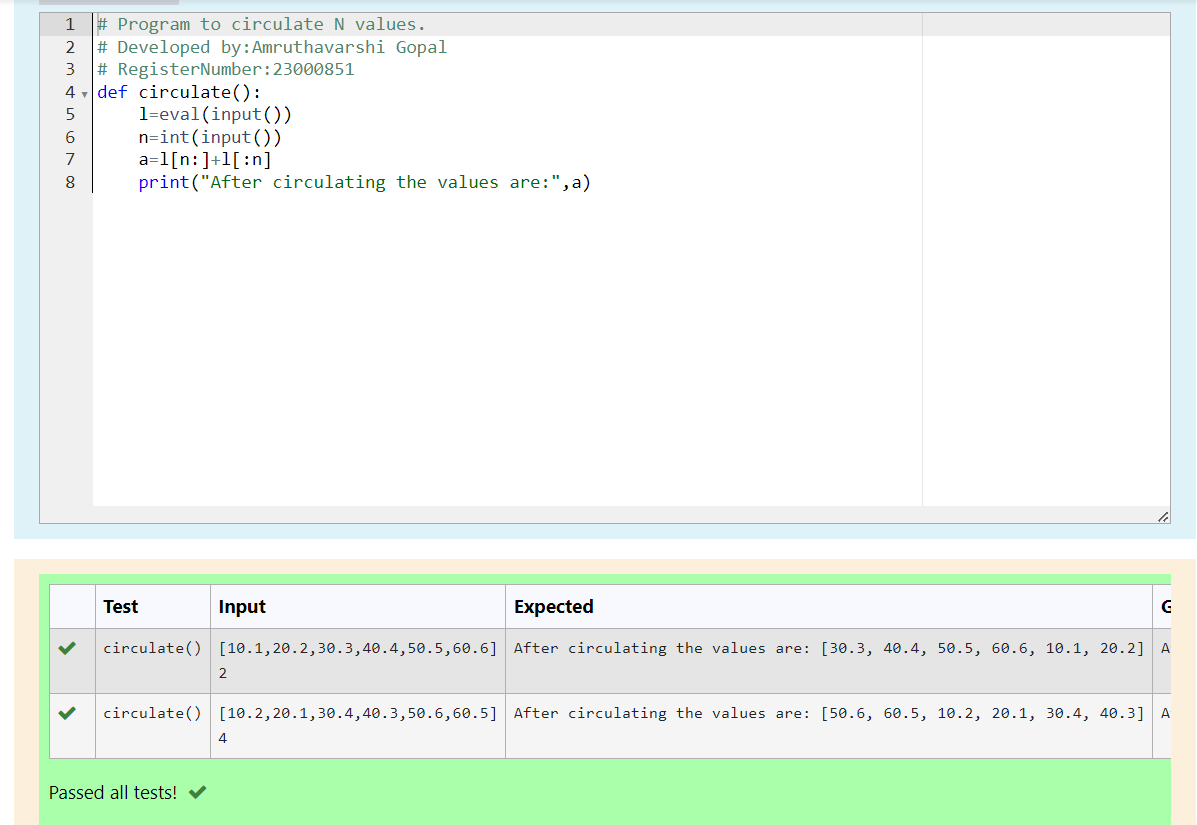 1 # Program to circulate N values.
2 # Developed by:Amruthavarshi Gopal
3 # RegisterNumber:23000851
4 def circulate():
5     l=eval(input())
6     n=int(input())
7     a=l[n:]+l[:n]
8     print("After circulating the values are:",a)
Test Input Expected
circulate() [10.1,20.2,30.3,40.4,50.5,60.6] After circulating the values are: [30.3, 40.4, 50.5, 60.6, 10.1, 20.2] A
2
circulate() [10.2,20.1,30.4,40.3,50.6,60.5] After circulating the values are: [50.6, 60.5, 10.2, 20.1, 30.4, 40.3] A
4
Passed all tests!